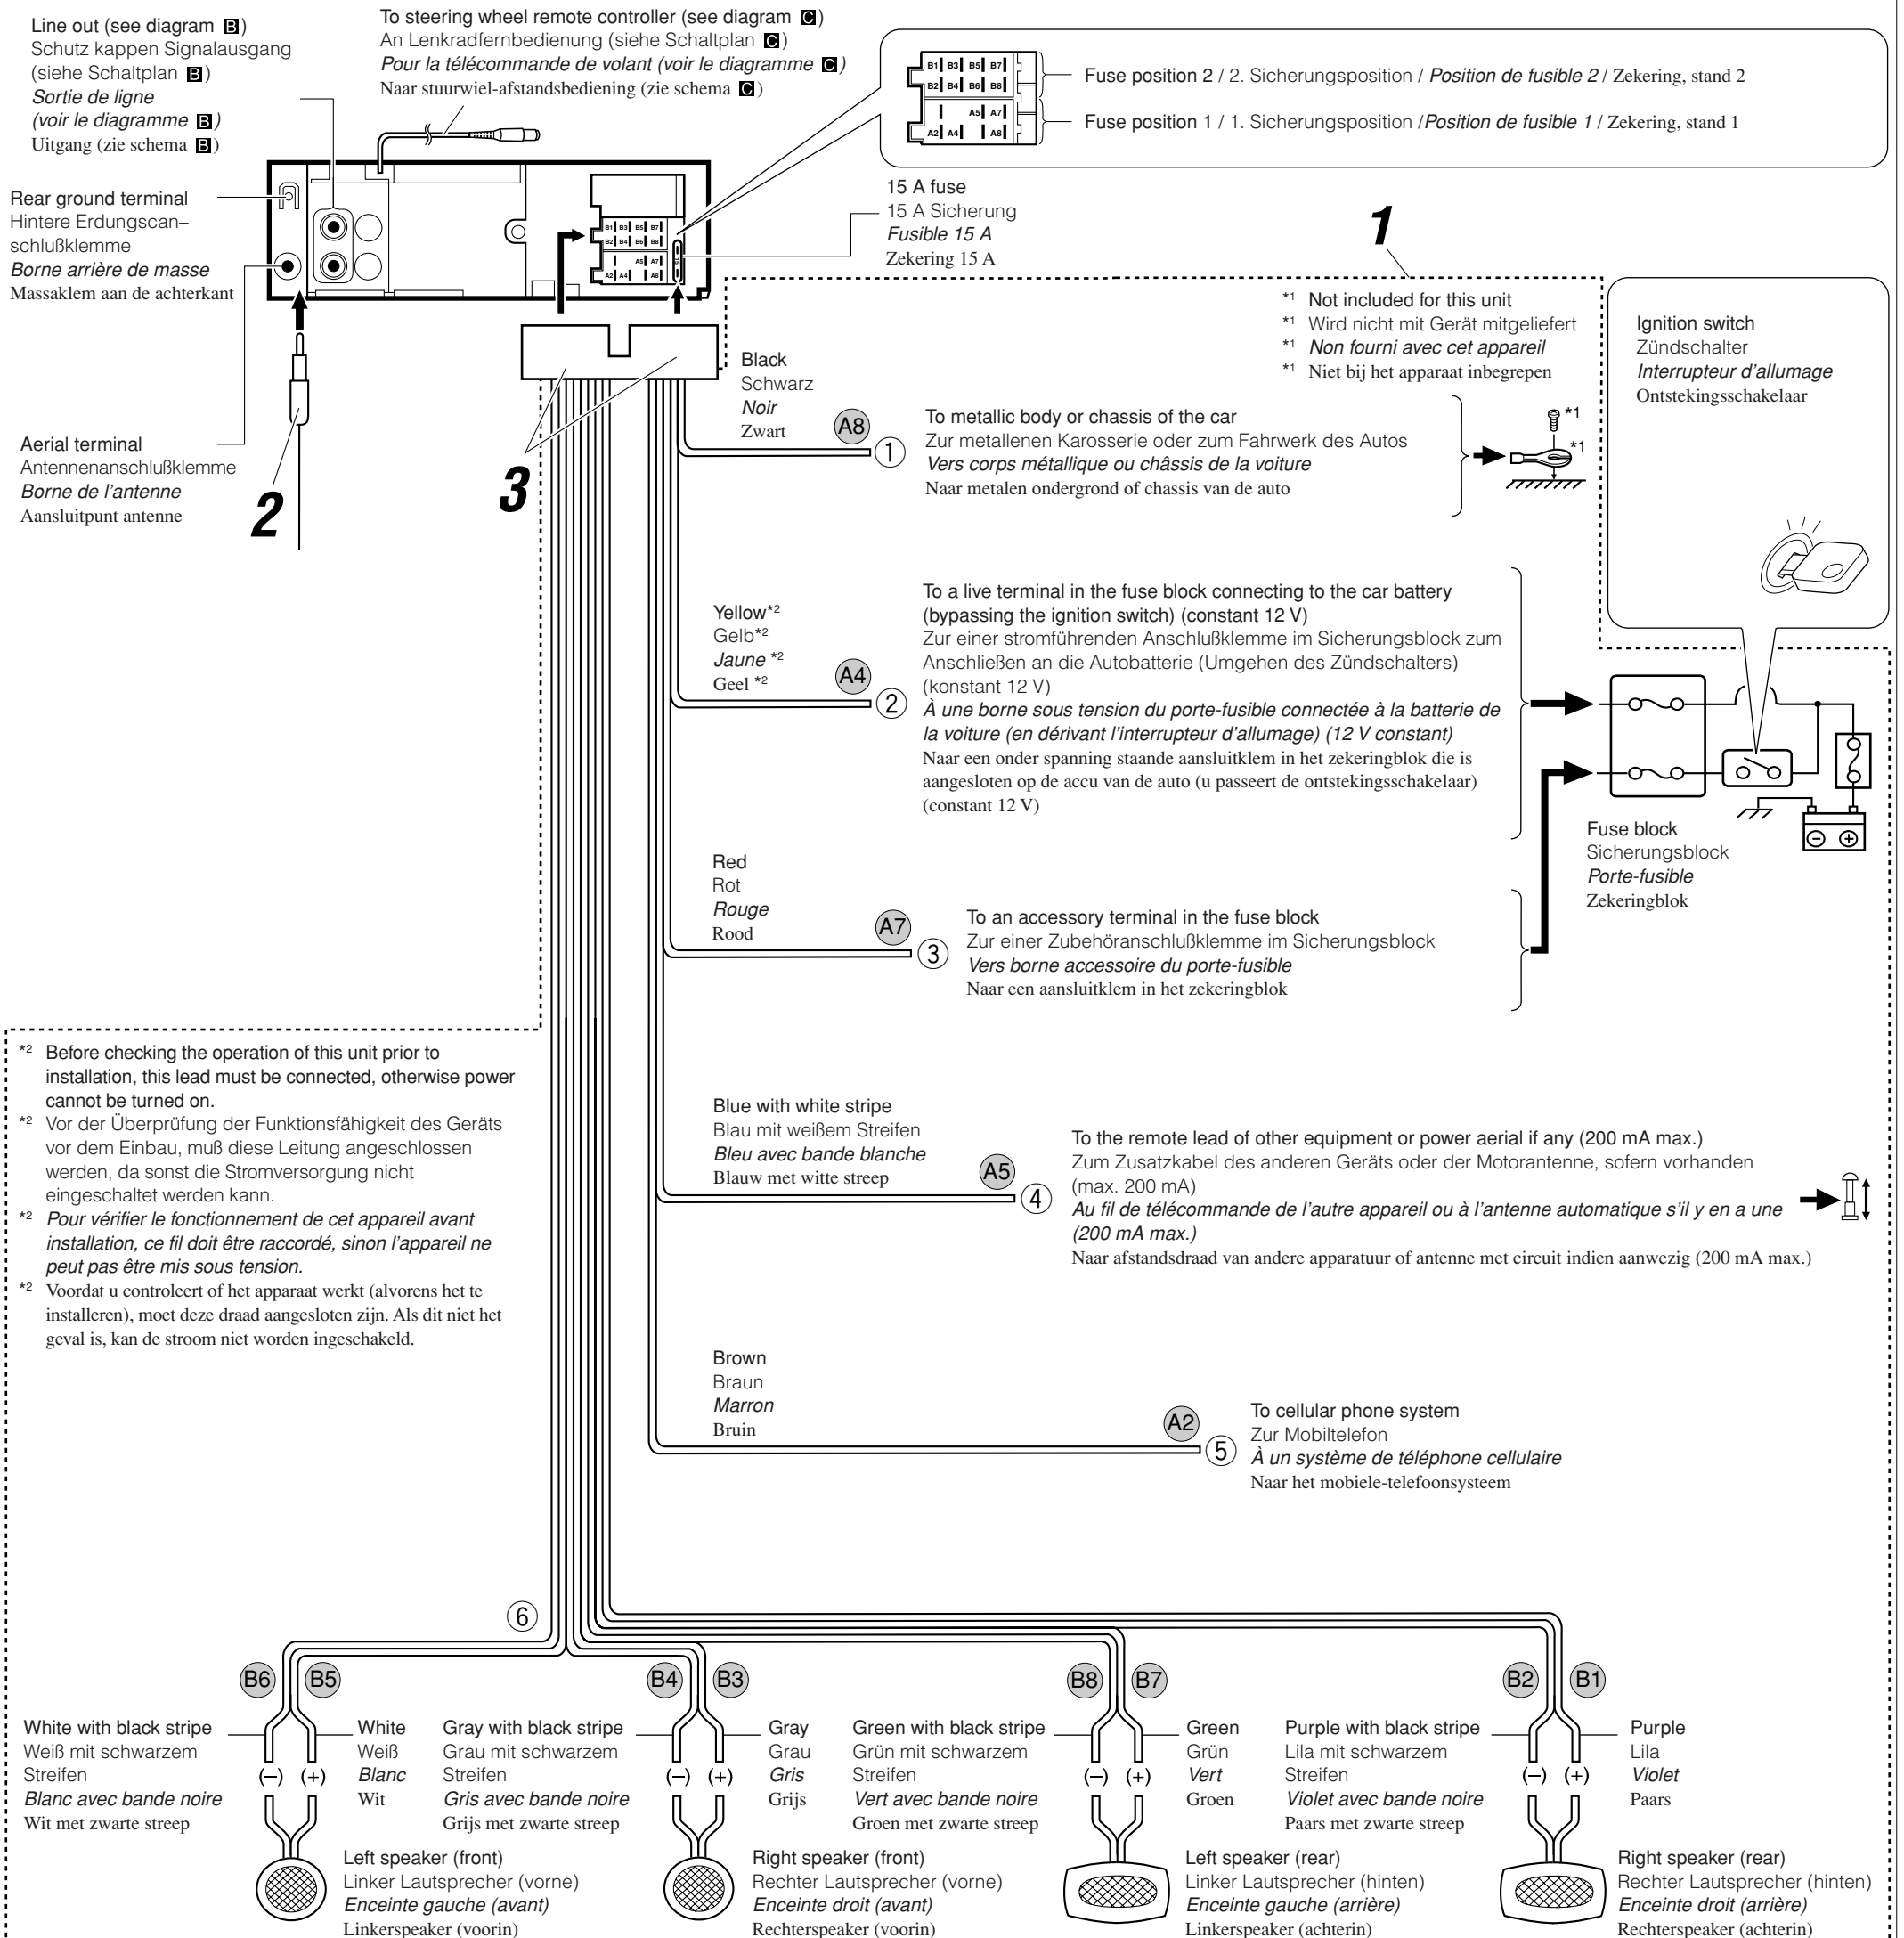 Line out (see diagram B)
Schutz kappen Signalausgang
(siehe Schaltplan B)
Sortie de ligne
(voir le diagramme B)
Uitgang (zie schema B)
To steering wheel remote controller (see diagram C)
An Lenkradfernbedienung (siehe Schaltplan C)
Pour la télécommande de volant (voir le diagramme C)
Naar stuurwiel-afstandsbediening (zie schema C)
B1 B3 B5 B7
B2 B4 B6 B8
A5 A7
A2 A4 A8
Fuse position 2 / 2. Sicherungsposition / Position de fusible 2 / Zekering, stand 2
Fuse position 1 / 1. Sicherungsposition /Position de fusible 1 / Zekering, stand 1
Rear ground terminal
Hintere Erdungscan–
schlußklemme
Borne arrière de masse
Massaklem aan de achterkant
B1 B3 B5 B7
B2 B4 B6 B8
A5 A7
A2 A4 A8
15
15 A fuse
15 A Sicherung
Fusible 15 A
Zekering 15 A
1
*1 Not included for this unit
*1 Wird nicht mit Gerät mitgeliefert
*1 Non fourni avec cet appareil
*1 Niet bij het apparaat inbegrepen
Ignition switch
Zündschalter
Interrupteur d'allumage
Ontstekingsschakelaar
Aerial terminal
Antennenanschlußklemme
Borne de l'antenne
Aansluitpunt antenne
2
3
Black
Schwarz
Noir
Zwart
A8
1
To metallic body or chassis of the car
Zur metallenen Karosserie oder zum Fahrwerk des Autos
Vers corps métallique ou châssis de la voiture
Naar metalen ondergrond of chassis van de auto
*1
*1
Yellow*2
Gelb*2
Jaune *2
Geel *2
A4
2
To a live terminal in the fuse block connecting to the car battery
(bypassing the ignition switch) (constant 12 V)
Zur einer stromführenden Anschlußklemme im Sicherungsblock zum
Anschließen an die Autobatterie (Umgehen des Zündschalters)
(konstant 12 V)
À une borne sous tension du porte-fusible connectée à la batterie de
la voiture (en dérivant l'interrupteur d'allumage) (12 V constant)
Naar een onder spanning staande aansluitklem in het zekeringblok die is
aangesloten op de accu van de auto (u passeert de ontstekingsschakelaar)
(constant 12 V)
Fuse block
Sicherungsblock
Porte-fusible
Zekeringblok
Red
Rot
Rouge
Rood
A7
3
To an accessory terminal in the fuse block
Zur einer Zubehöranschlußklemme im Sicherungsblock
Vers borne accessoire du porte-fusible
Naar een aansluitklem in het zekeringblok
*2 Before checking the operation of this unit prior to
installation, this lead must be connected, otherwise power
cannot be turned on.
*2 Vor der Überprüfung der Funktionsfähigkeit des Geräts
vor dem Einbau, muß diese Leitung angeschlossen
werden, da sonst die Stromversorgung nicht
eingeschaltet werden kann.
*2 Pour vérifier le fonctionnement de cet appareil avant
installation, ce fil doit être raccordé, sinon l'appareil ne
peut pas être mis sous tension.
*2 Voordat u controleert of het apparaat werkt (alvorens het te
installeren), moet deze draad aangesloten zijn. Als dit niet het
geval is, kan de stroom niet worden ingeschakeld.
Blue with white stripe
Blau mit weißem Streifen
Bleu avec bande blanche
Blauw met witte streep
A5
4
To the remote lead of other equipment or power aerial if any (200 mA max.)
Zum Zusatzkabel des anderen Geräts oder der Motorantenne, sofern vorhanden
(max. 200 mA)
Au fil de télécommande de l'autre appareil ou à l'antenne automatique s'il y en a une
(200 mA max.)
Naar afstandsdraad van andere apparatuur of antenne met circuit indien aanwezig (200 mA max.)
Brown
Braun
Marron
Bruin
A2
5
To cellular phone system
Zur Mobiltelefon
À un système de téléphone cellulaire
Naar het mobiele-telefoonsysteem
6
B6 B5
White with black stripe
Weiß mit schwarzem
Streifen
Blanc avec bande noire
Wit met zwarte streep
(–) (+)
White
Weiß
Blanc
Wit
Left speaker (front)
Linker Lautsprecher (vorne)
Enceinte gauche (avant)
Linkerspeaker (voorin)
B4 B3
Gray with black stripe
Grau mit schwarzem
Streifen
Gris avec bande noire
Grijs met zwarte streep
(–) (+)
Gray
Grau
Gris
Grijs
Right speaker (front)
Rechter Lautsprecher (vorne)
Enceinte droit (avant)
Rechterspeaker (voorin)
B8 B7
Green with black stripe
Grün mit schwarzem
Streifen
Vert avec bande noire
Groen met zwarte streep
(–) (+)
Green
Grün
Vert
Groen
Left speaker (rear)
Linker Lautsprecher (hinten)
Enceinte gauche (arrière)
Linkerspeaker (achterin)
B2 B1
Purple with black stripe
Lila mit schwarzem
Streifen
Violet avec bande noire
Paars met zwarte streep
(–) (+)
Purple
Lila
Violet
Paars
Right speaker (rear)
Rechter Lautsprecher (hinten)
Enceinte droit (arrière)
Rechterspeaker (achterin)